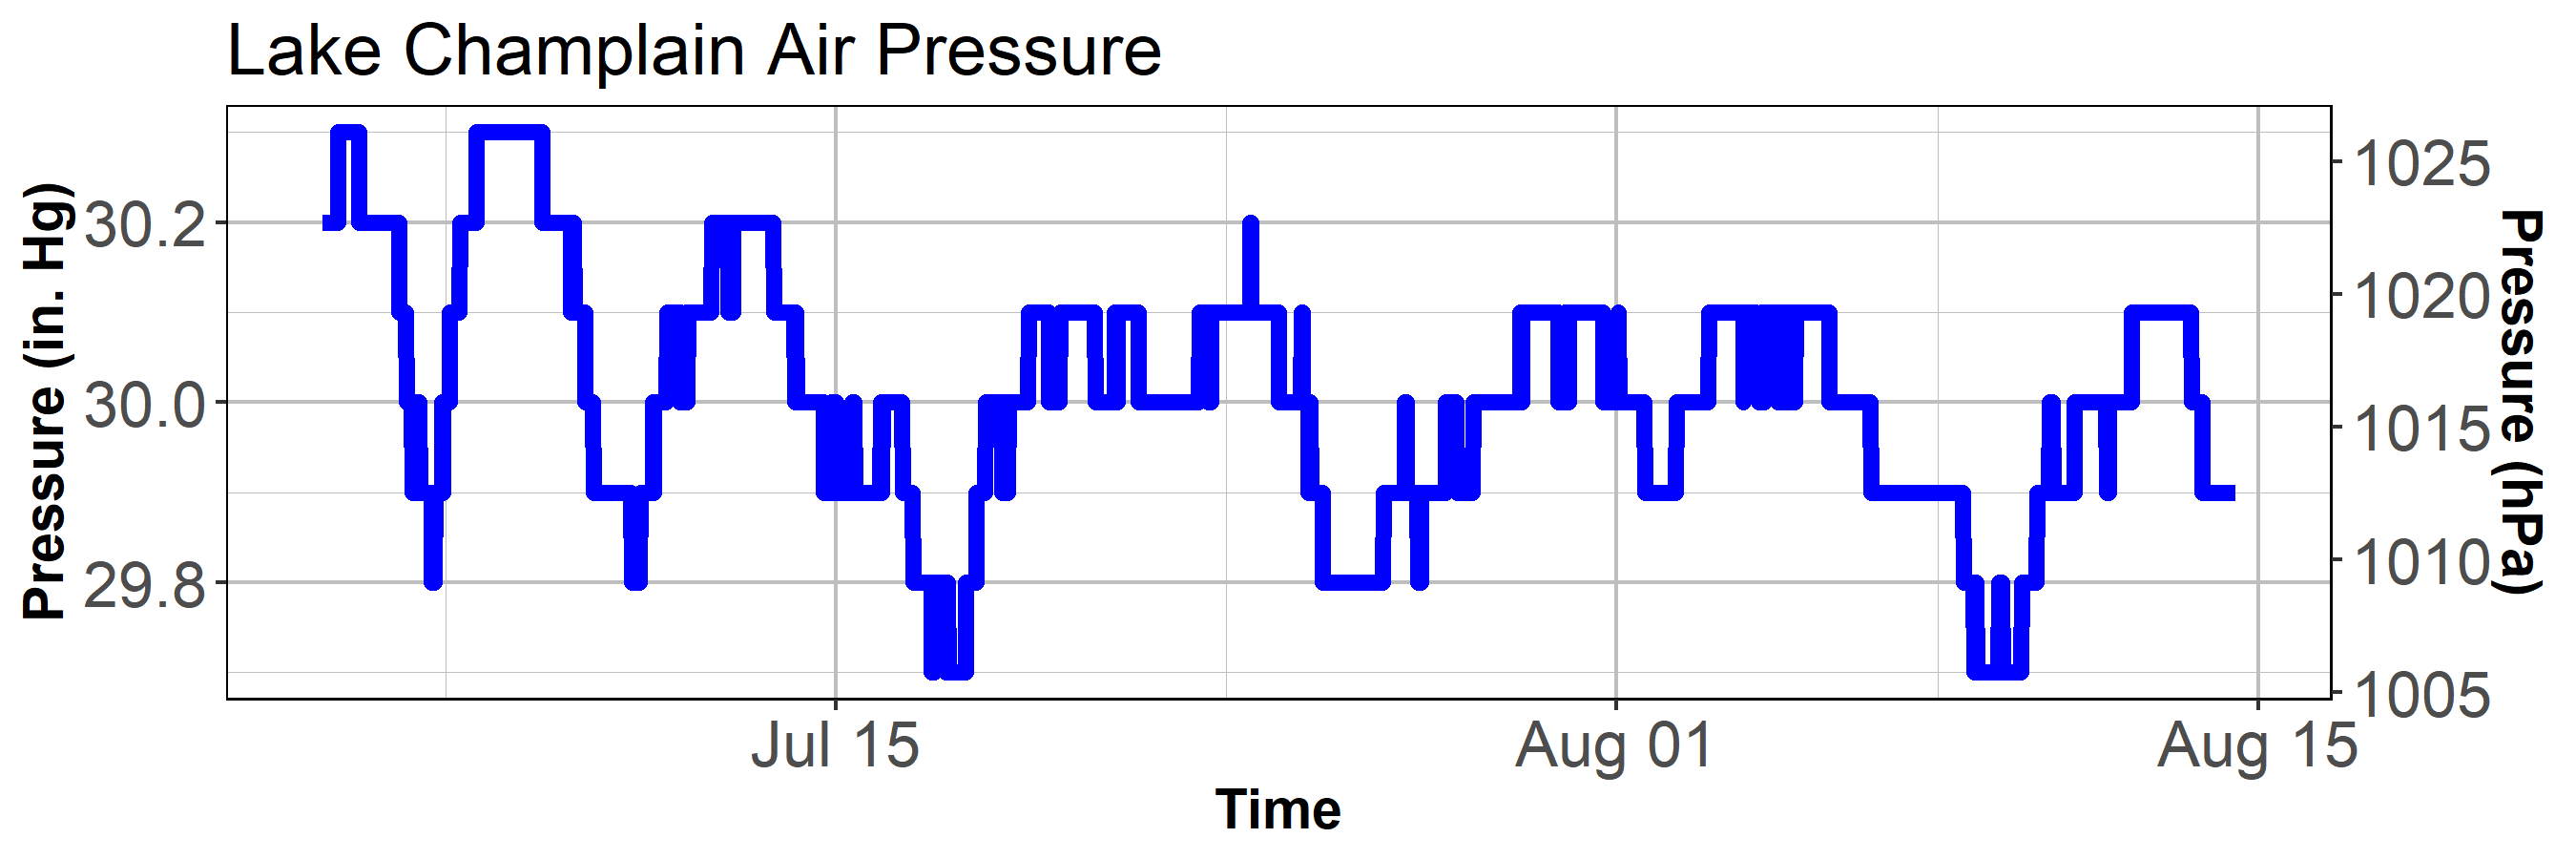 Lake Champlain Air Pressure
Pressure (in. Hg)
30.2
30.0
29.8
1025
1020
1015
1010
1005
Pressure (hPa)
Jul 15
Aug 01
Aug 15
Time